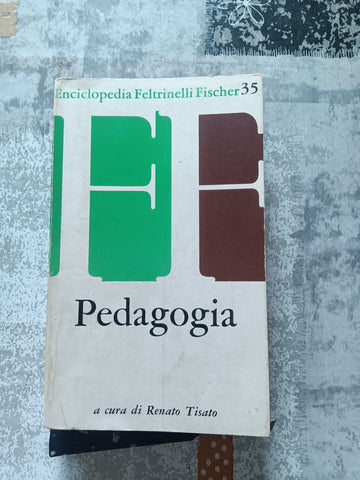 Enciclopedia Feltrinelli Fischer 35
Pedagogia
a cura di Renato Tisato